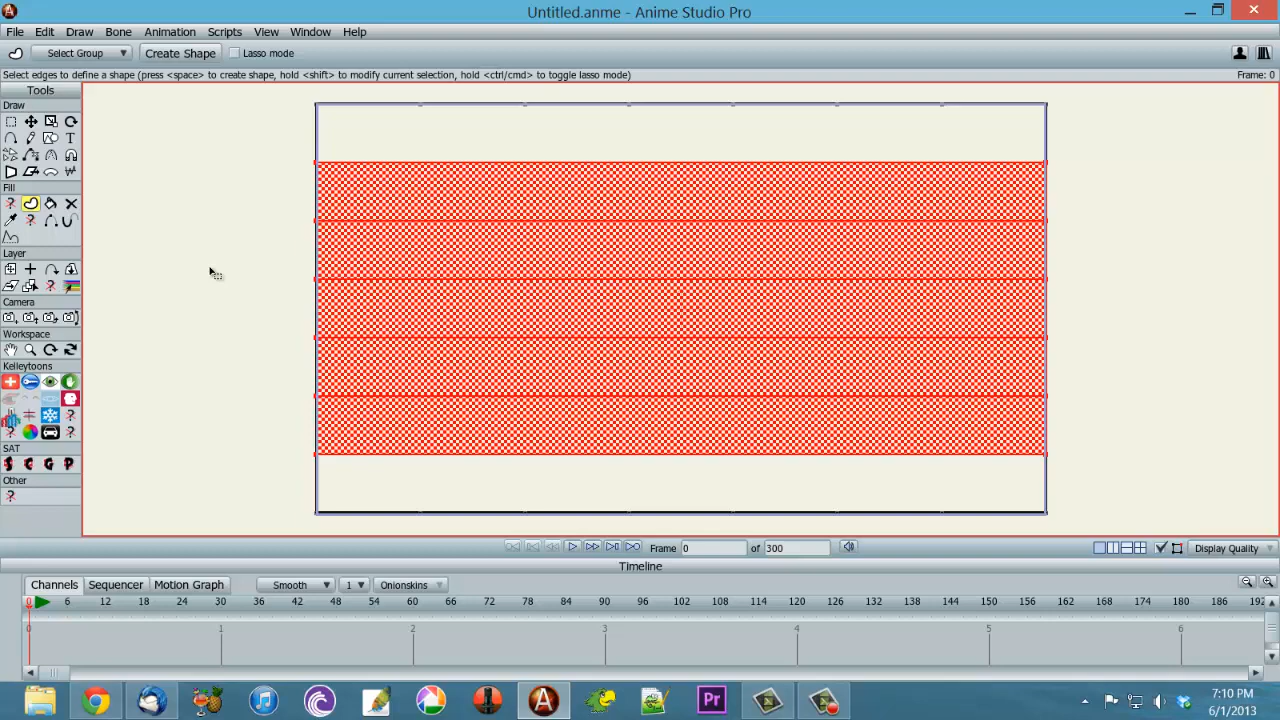 Untitled.anme - Anime Studio Pro
File Edit Draw Bone Animation Scripts View Window Help
Select Group Create Shape Lasso mode
Select edges to define a shape (press <space> to create shape, hold <shift> to modify current selection, hold <ctrl/cmd> to toggle lasso mode) Frame: 0
Tools
Draw
Fill
Layer
Camera
Workspace
Kelleytoons
SAT
Other
Frame 0 of 300 Display Quality
Timeline
Channels Sequencer Motion Graph Smooth 1 Onionskins
0 6 12 18 24 30 36 42 48 54 60 66 72 78 84 90 96 102 108 114 120 126 132 138 144 150 156 162 168 174 180 186 192
0 1 2 3 4 5 6
7:10 PM
6/1/2013